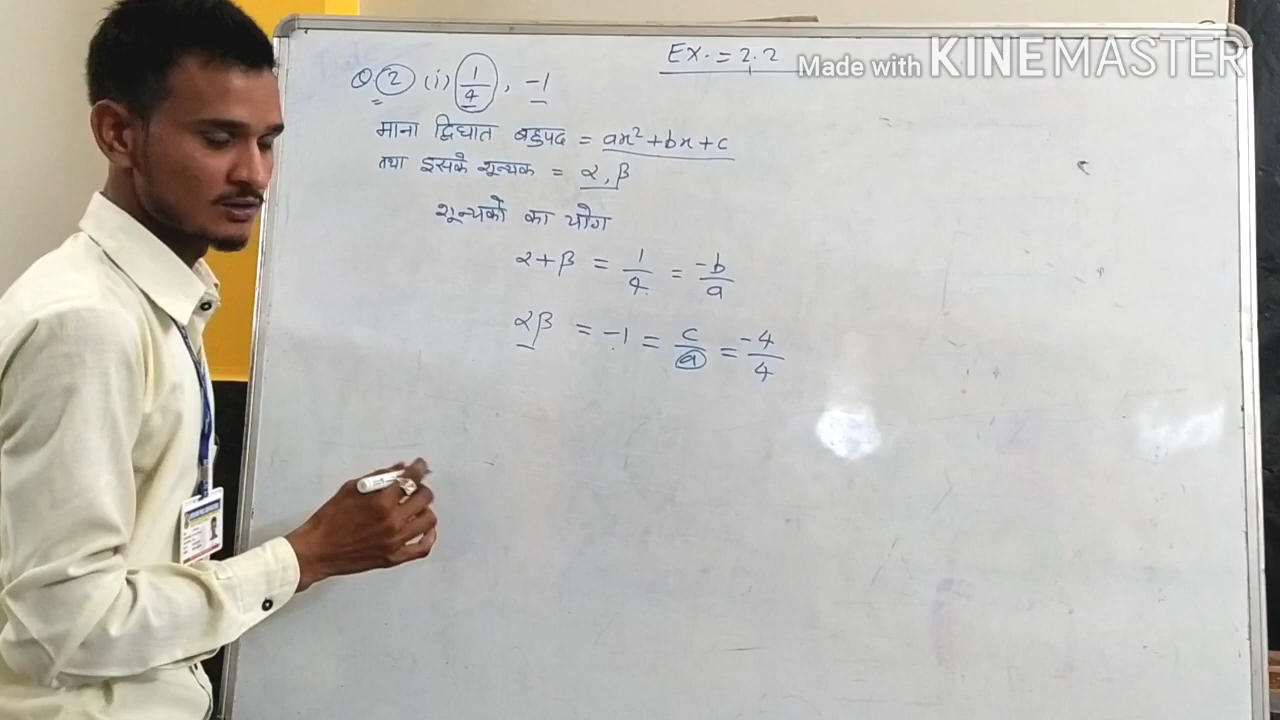 Ex. = 2.2
Made with KINEMASTER
Q 2 (i) 1/4 , -1
माना द्विघात बहुपद = ax² + bx + c
तथा इसके शून्यक = α, β
शून्यकों का योग
α + β = 1/4 = -b/a
αβ = -1 = c/a = -4/4